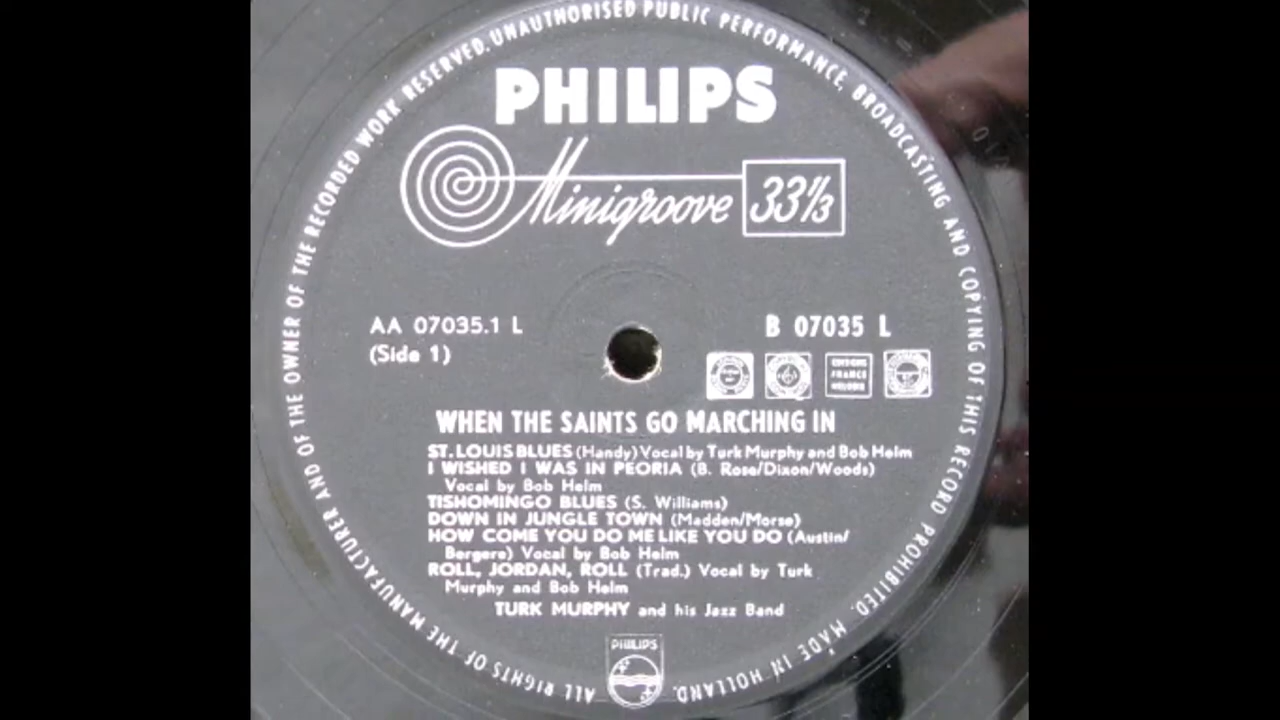 ALL RIGHTS OF THE MANUFACTURER AND OF THE OWNER OF THE RECORDED WORK RESERVED. UNAUTHORISED PUBLIC PERFORMANCE, BROADCASTING AND COPYING OF THIS RECORD PROHIBITED. MADE IN HOLLAND.
PHILIPS
Minigroove 33⅓
AA 07035.1 L
B 07035 L
(Side 1)
FRANCE
WHEN THE SAINTS GO MARCHING IN
ST. LOUIS BLUES (Handy) Vocal by Turk Murphy and Bob Helm
I WISHED I WAS IN PEORIA (B. Rose/Dixon/Woods)
Vocal by Bob Helm
TISHOMINGO BLUES (S. Williams)
DOWN IN JUNGLE TOWN (Madden/Morse)
HOW COME YOU DO ME LIKE YOU DO (Austin/
Bergere) Vocal by Bob Helm
ROLL, JORDAN, ROLL (Trad.) Vocal by Turk
Murphy and Bob Helm
TURK MURPHY and his Jazz Band
PHILIPS